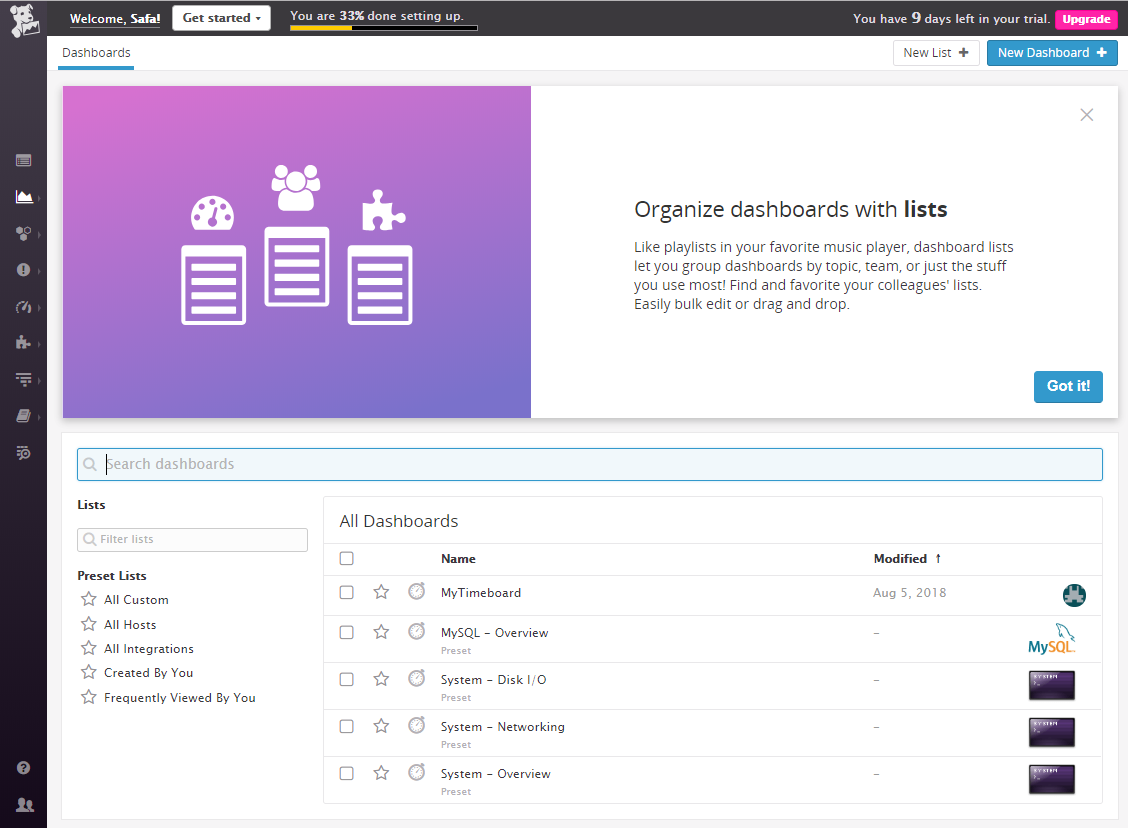 Welcome, Safa!
Get started
You are 33% done setting up.
You have 9 days left in your trial.
Upgrade
Dashboards
New List +
New Dashboard +
Organize dashboards with lists
Like playlists in your favorite music player, dashboard lists
let you group dashboards by topic, team, or just the stuff
you use most! Find and favorite your colleagues' lists.
Easily bulk edit or drag and drop.
Got it!
Search dashboards
Lists
Filter lists
Preset Lists
All Custom
All Hosts
All Integrations
Created By You
Frequently Viewed By You
All Dashboards
Name
Modified ↑
MyTimeboard
Aug 5, 2018
MySQL - Overview
Preset
-
MySQL
System - Disk I/O
Preset
-
SYSTEM
System - Networking
Preset
-
SYSTEM
System - Overview
Preset
-
SYSTEM